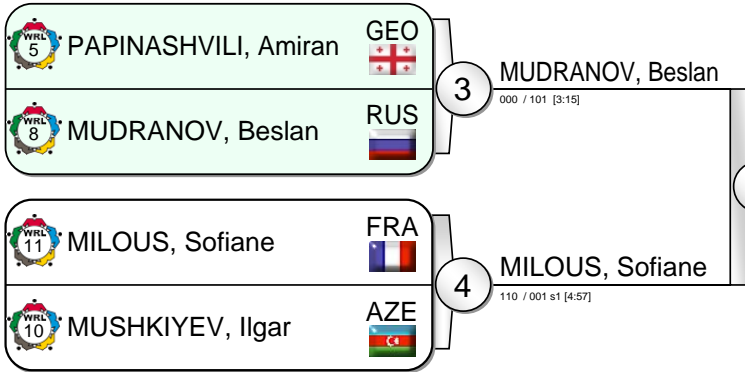 WRL
5
PAPINASHVILI, Amiran
GEO
WRL
8
MUDRANOV, Beslan
RUS
3
MUDRANOV, Beslan
000 / 101 [3:15]
WRL
11
MILOUS, Sofiane
FRA
WRL
10
MUSHKIYEV, Ilgar
AZE
4
MILOUS, Sofiane
110 / 001 s1 [4:57]